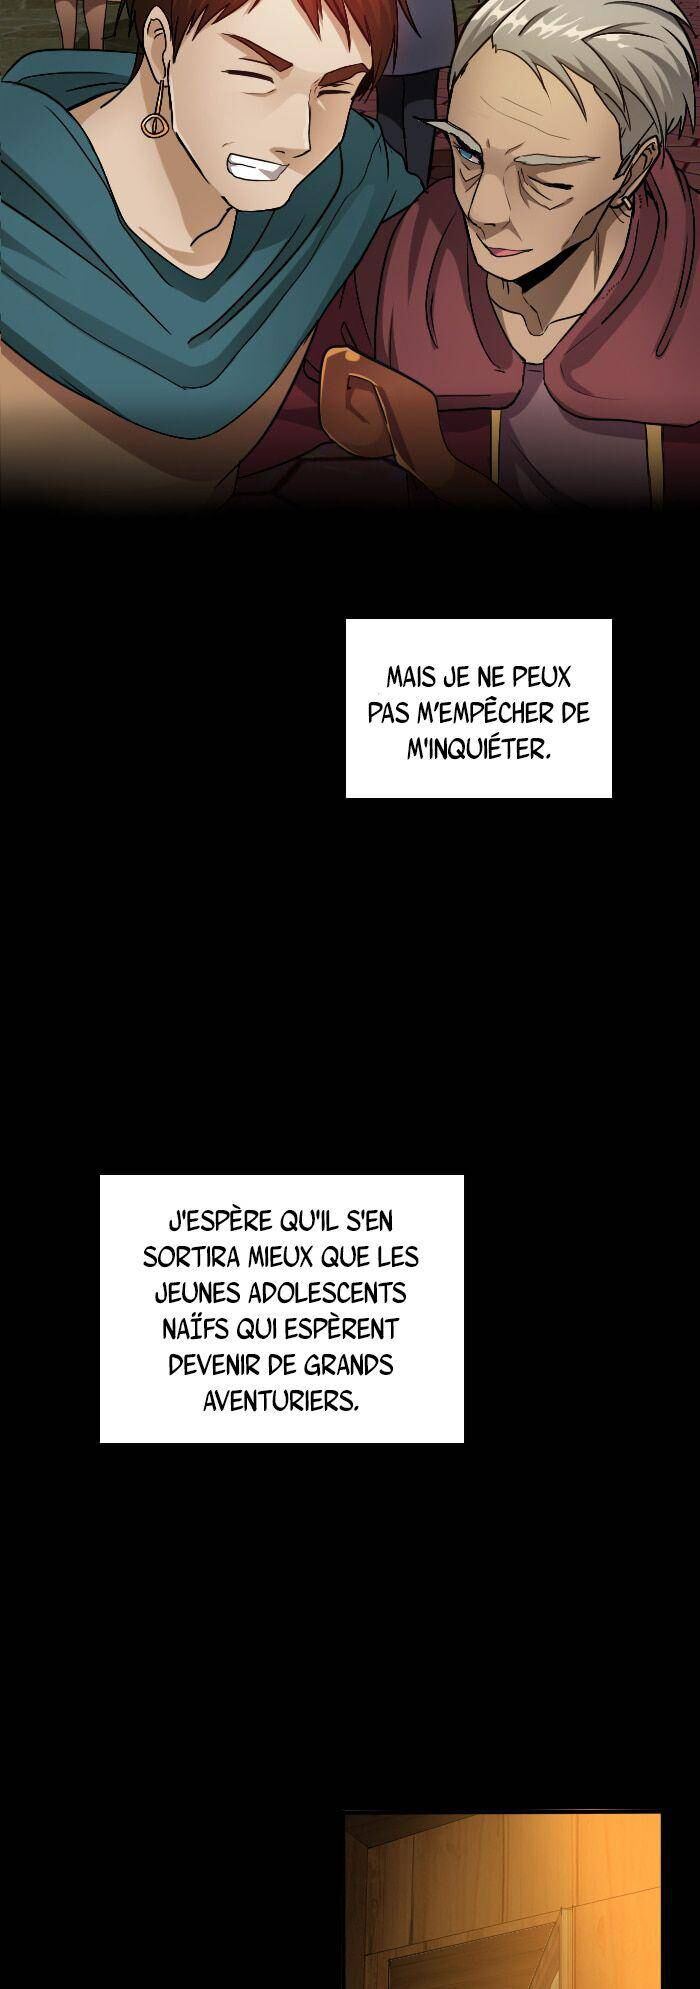 MAIS JE NE PEUX
PAS M'EMPÊCHER DE
M'INQUIÉTER.
J'ESPÈRE QU'IL S'EN
SORTIRA MIEUX QUE LES
JEUNES ADOLESCENTS
NAÏFS QUI ESPÈRENT
DEVENIR DE GRANDS
AVENTURIERS.